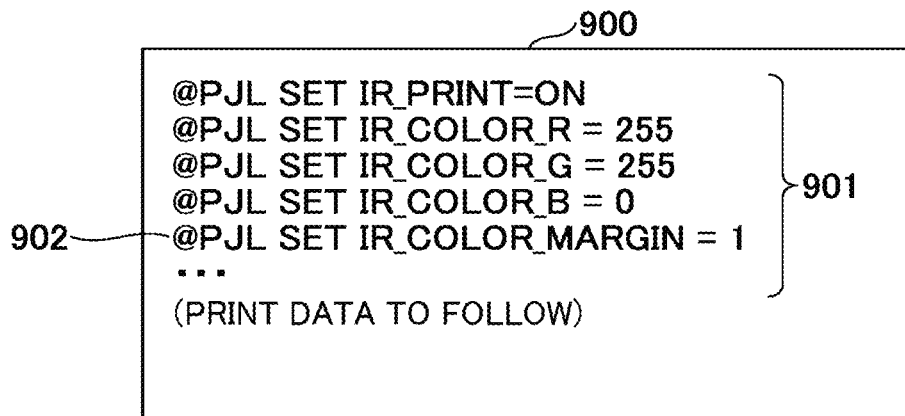 900
@PJL SET IR_PRINT=ON
@PJL SET IR_COLOR_R = 255
@PJL SET IR_COLOR_G = 255
@PJL SET IR_COLOR_B = 0
901
902
@PJL SET IR_COLOR_MARGIN = 1
...
(PRINT DATA TO FOLLOW)